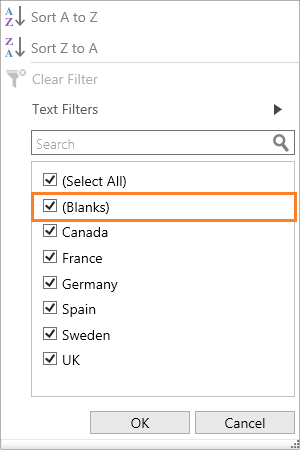 Sort A to Z
Sort Z to A
Clear Filter
Text Filters
Search
(Select All)
(Blanks)
Canada
France
Germany
Spain
Sweden
UK
OK Cancel